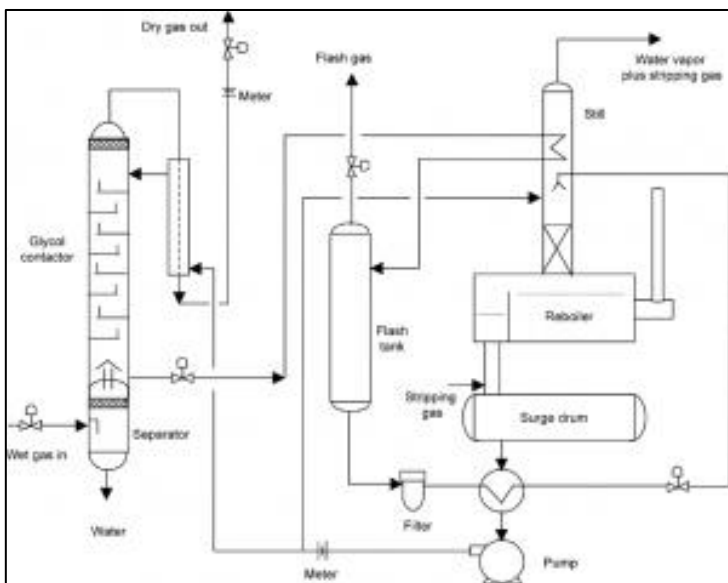 Dry gas out
Flash gas
Water vapor
plus stripping gas
Meter
Still
Glycol
contactor
Reboiler
Flash
tank
Stripping
gas
Surge drum
Separator
Wet gas in
Water
Filter
Meter
Pump